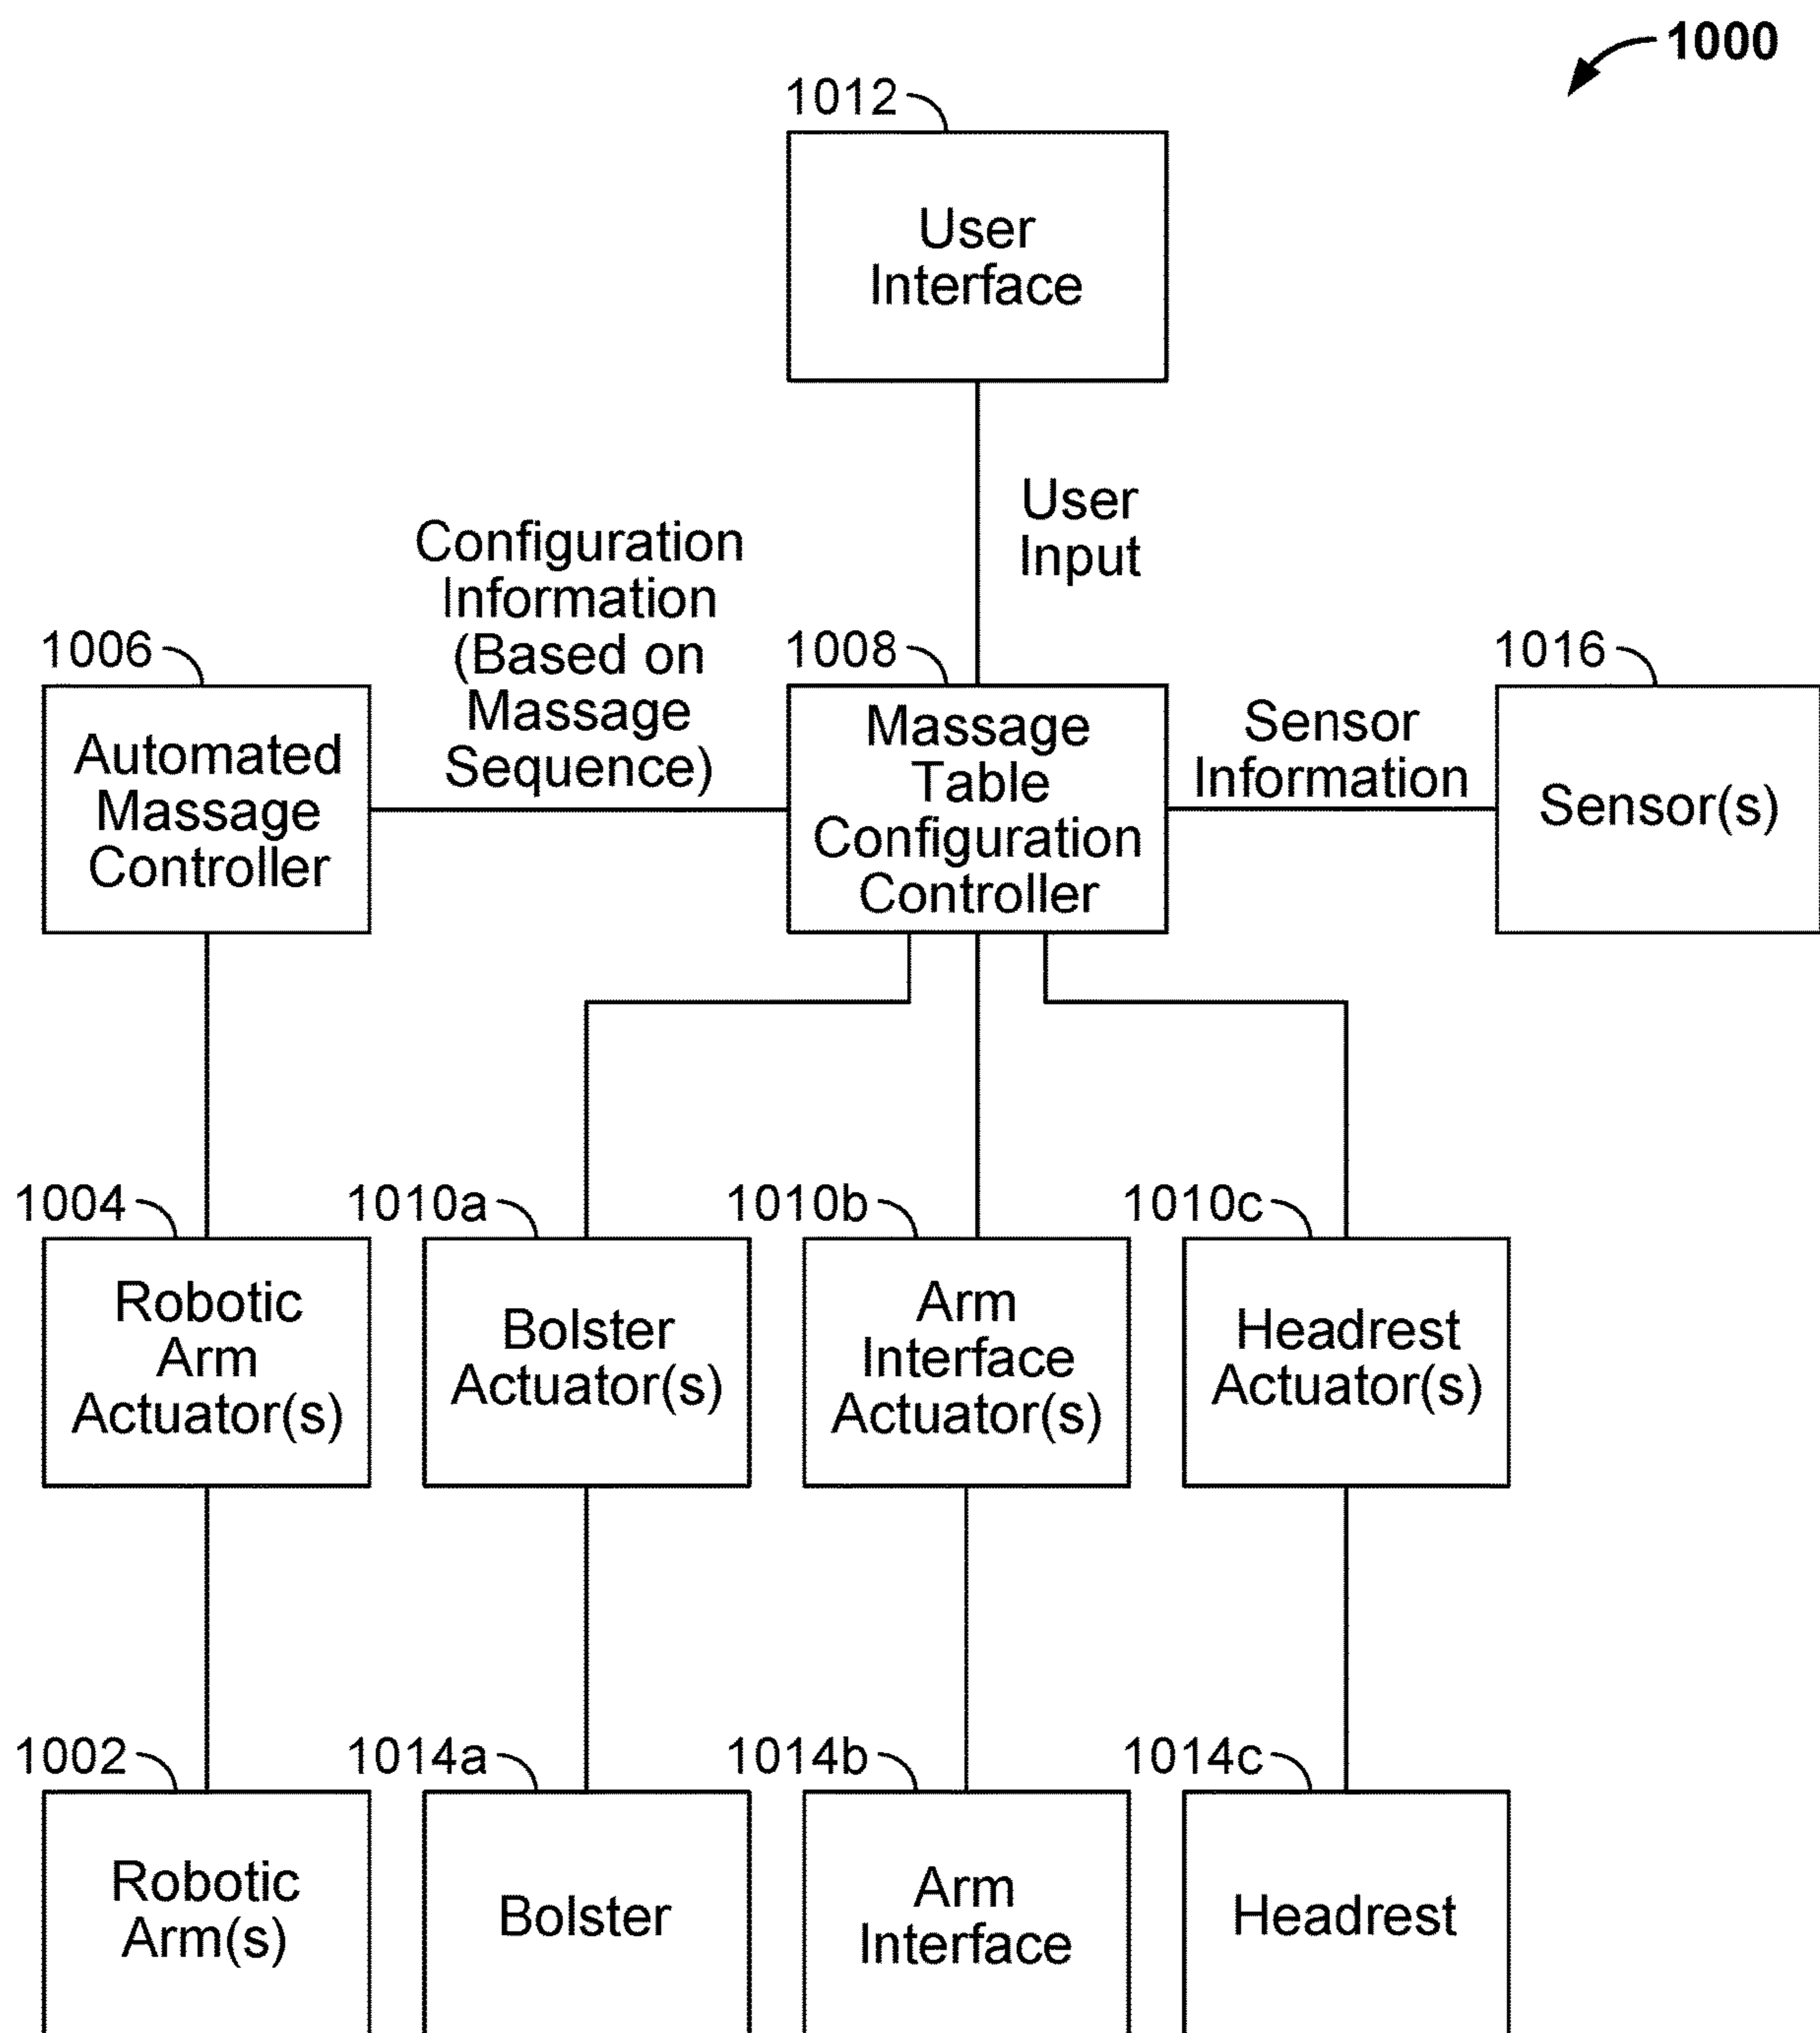 1000
1012
User
Interface
User
Input
Configuration
Information
(Based on
Massage
Sequence)
1006
Automated
Massage
Controller
1008
Massage
Table
Configuration
Controller
Sensor
Information
1016
Sensor(s)
1004
Robotic
Arm
Actuator(s)
1010a
Bolster
Actuator(s)
1010b
Arm
Interface
Actuator(s)
1010c
Headrest
Actuator(s)
1002
Robotic
Arm(s)
1014a
Bolster
1014b
Arm
Interface
1014c
Headrest